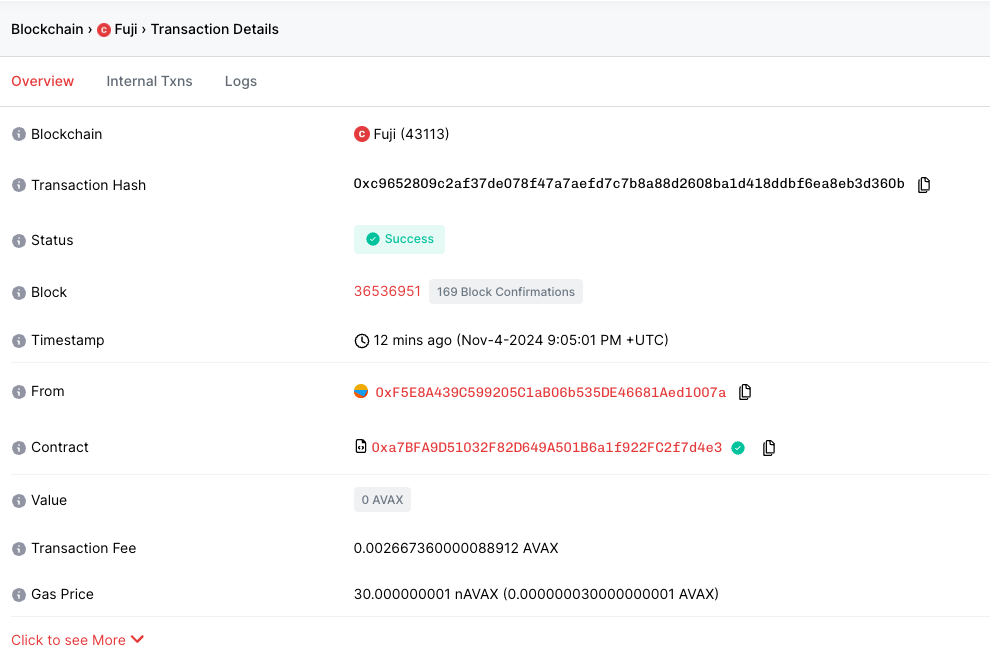 Blockchain › C Fuji › Transaction Details
Overview Internal Txns Logs
Blockchain C Fuji (43113)
Transaction Hash 0xc9652809c2af37de078f47a7aefd7c7b8a88d2608ba1d418ddbf6ea8eb3d360b
Status Success
Block 36536951 169 Block Confirmations
Timestamp 12 mins ago (Nov-4-2024 9:05:01 PM +UTC)
From 0xF5E8A439C599205C1aB06b535DE46681Aed1007a
Contract 0xa7BFA9D51032F82D649A501B6a1f922FC2f7d4e3
Value 0 AVAX
Transaction Fee 0.002667360000088912 AVAX
Gas Price 30.000000001 nAVAX (0.000000030000000001 AVAX)
Click to see More